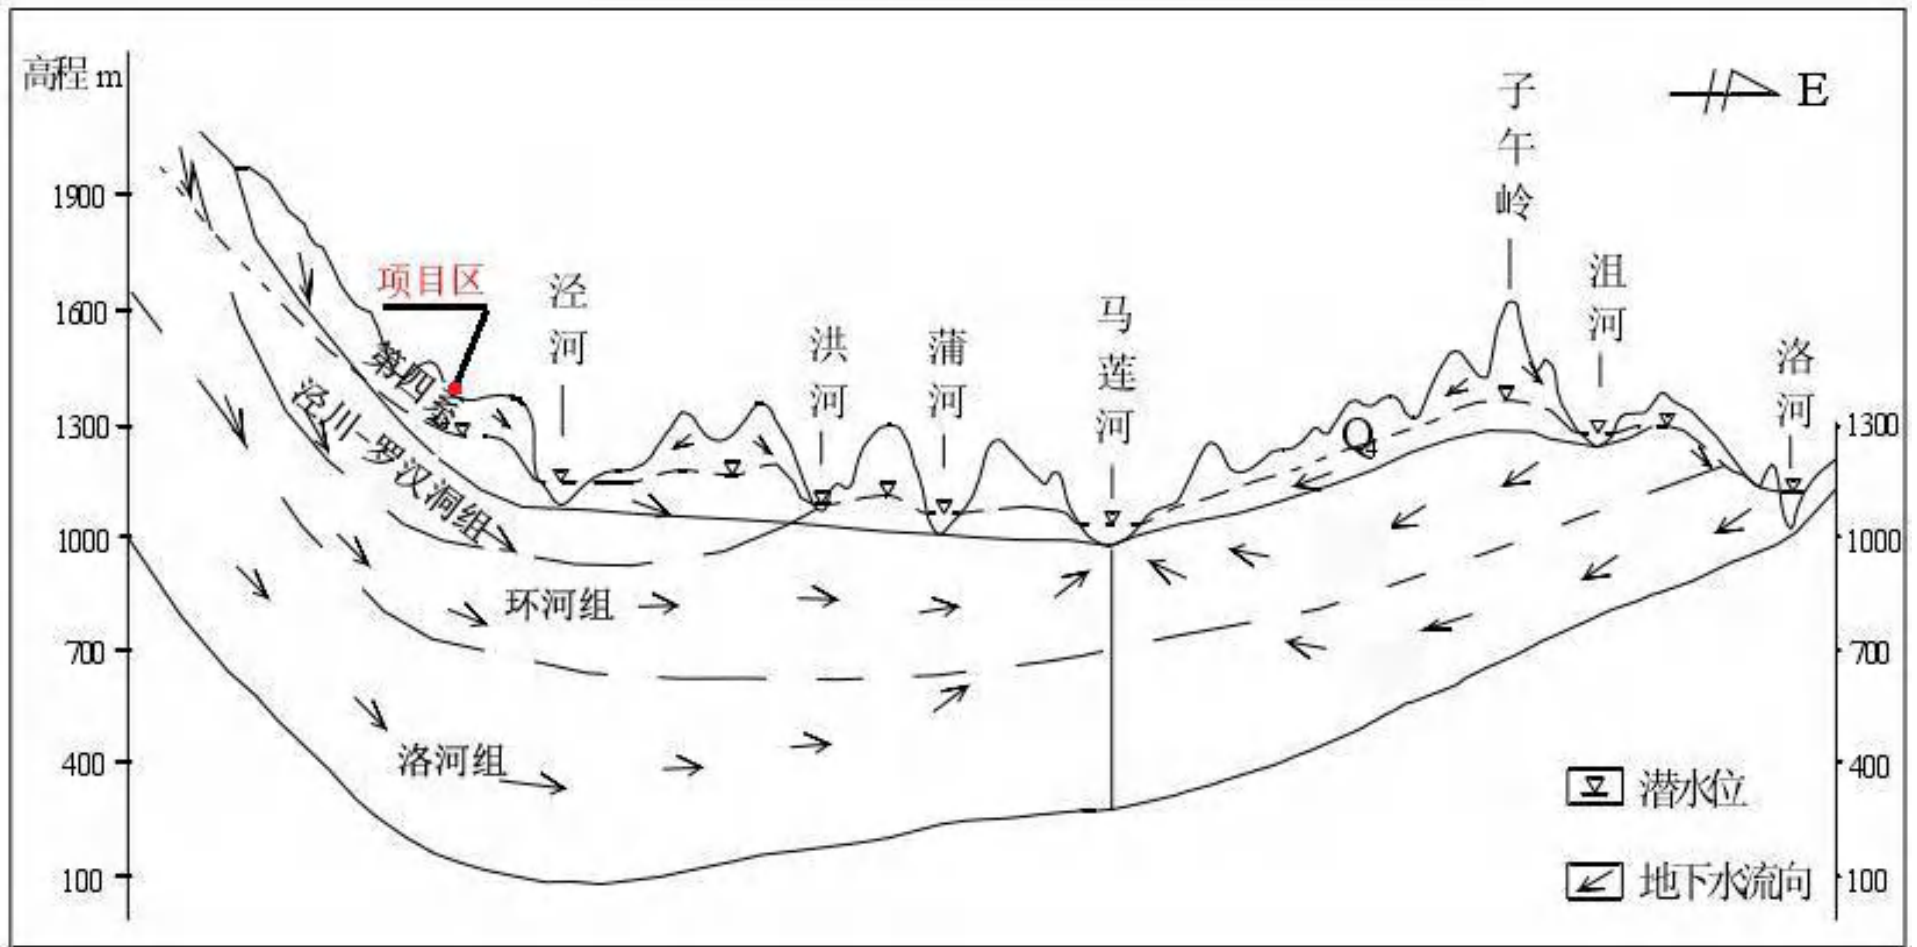 高程 m
E
子午岭
1900
项目区
泾河
沮河
马莲河
1600
洪河
蒲河
洛河
第四系
1300
泾川-罗汉洞组
Q4
1300
1000
1000
环河组
700
700
洛河组
400
400
潜水位
100
100
地下水流向